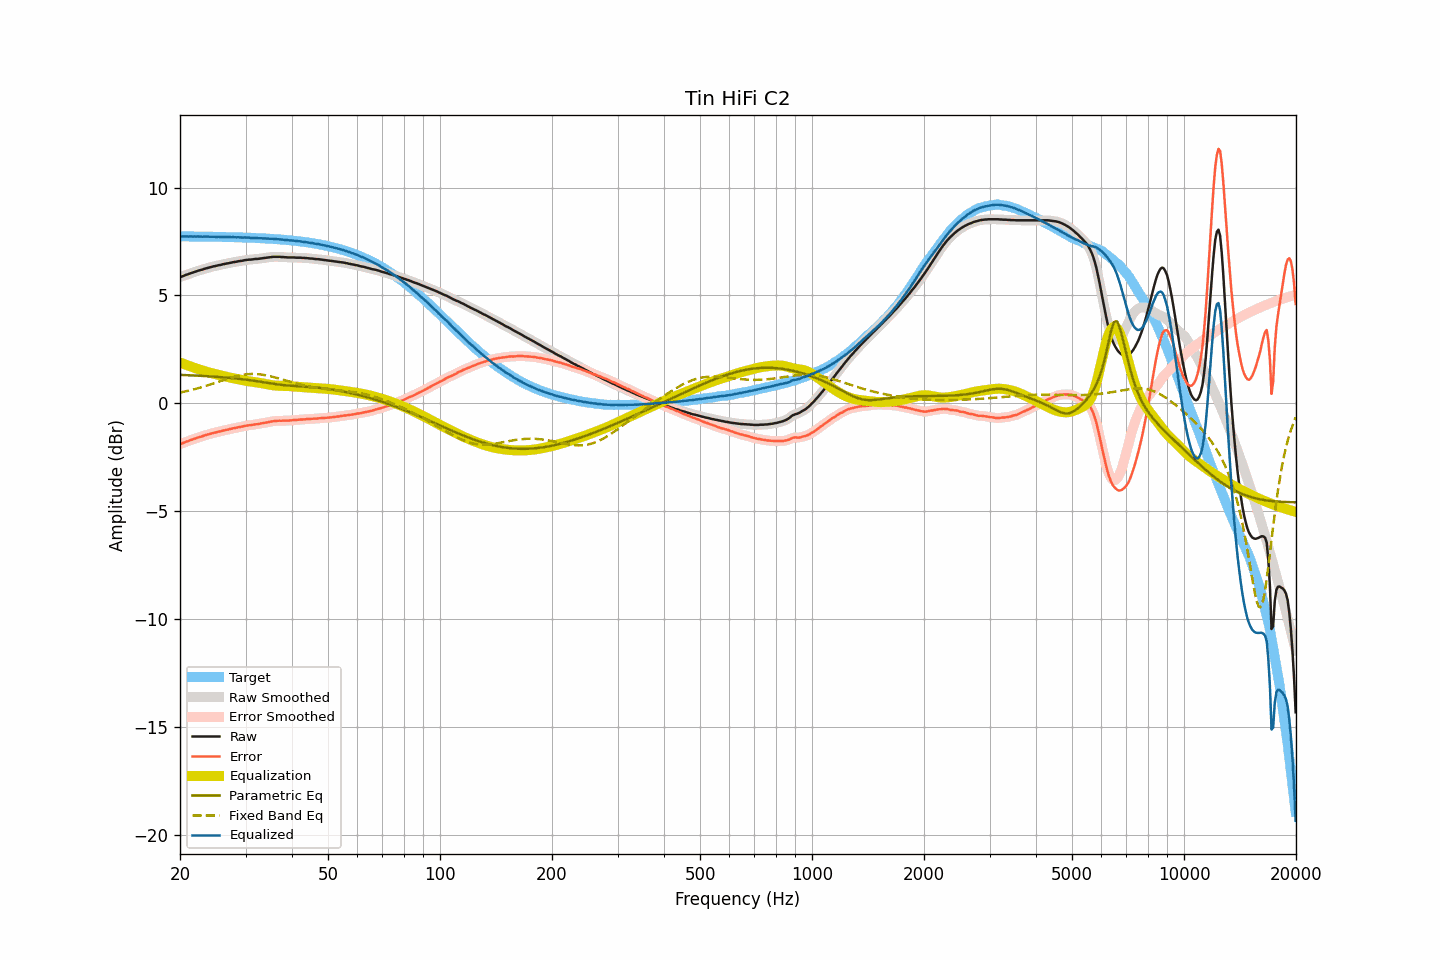 Tin HiFi C2
Amplitude (dBr)
10
5
0
−5
−10
−15
−20
Target
Raw Smoothed
Error Smoothed
Raw
Error
Equalization
Parametric Eq
Fixed Band Eq
Equalized
20 50 100 200 500 1000 2000 5000 10000 20000
Frequency (Hz)